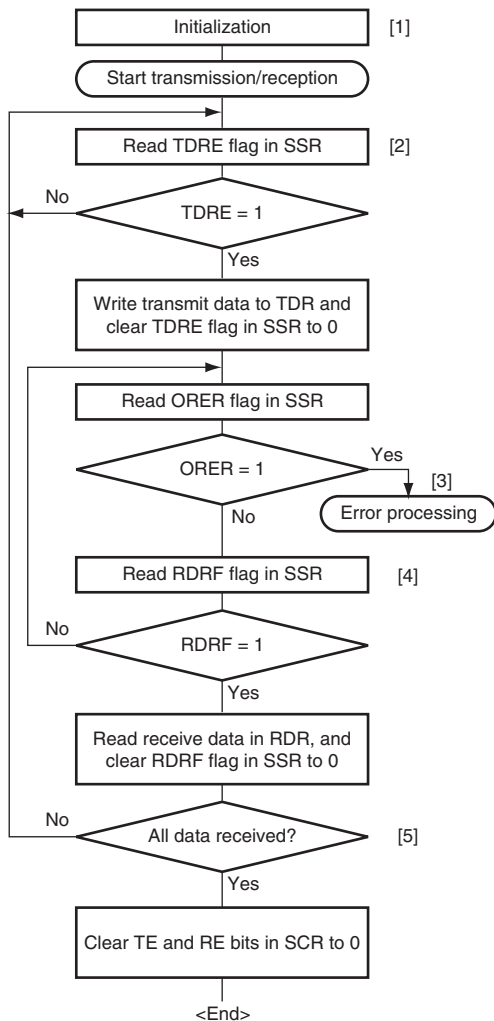 Initialization [1]
Start transmission/reception
Read TDRE flag in SSR [2]
No
TDRE = 1
Yes
Write transmit data to TDR and
clear TDRE flag in SSR to 0
Read ORER flag in SSR
Yes
ORER = 1
[3]
No
Error processing
Read RDRF flag in SSR [4]
No
RDRF = 1
Yes
Read receive data in RDR, and
clear RDRF flag in SSR to 0
No
All data received? [5]
Yes
Clear TE and RE bits in SCR to 0
<End>